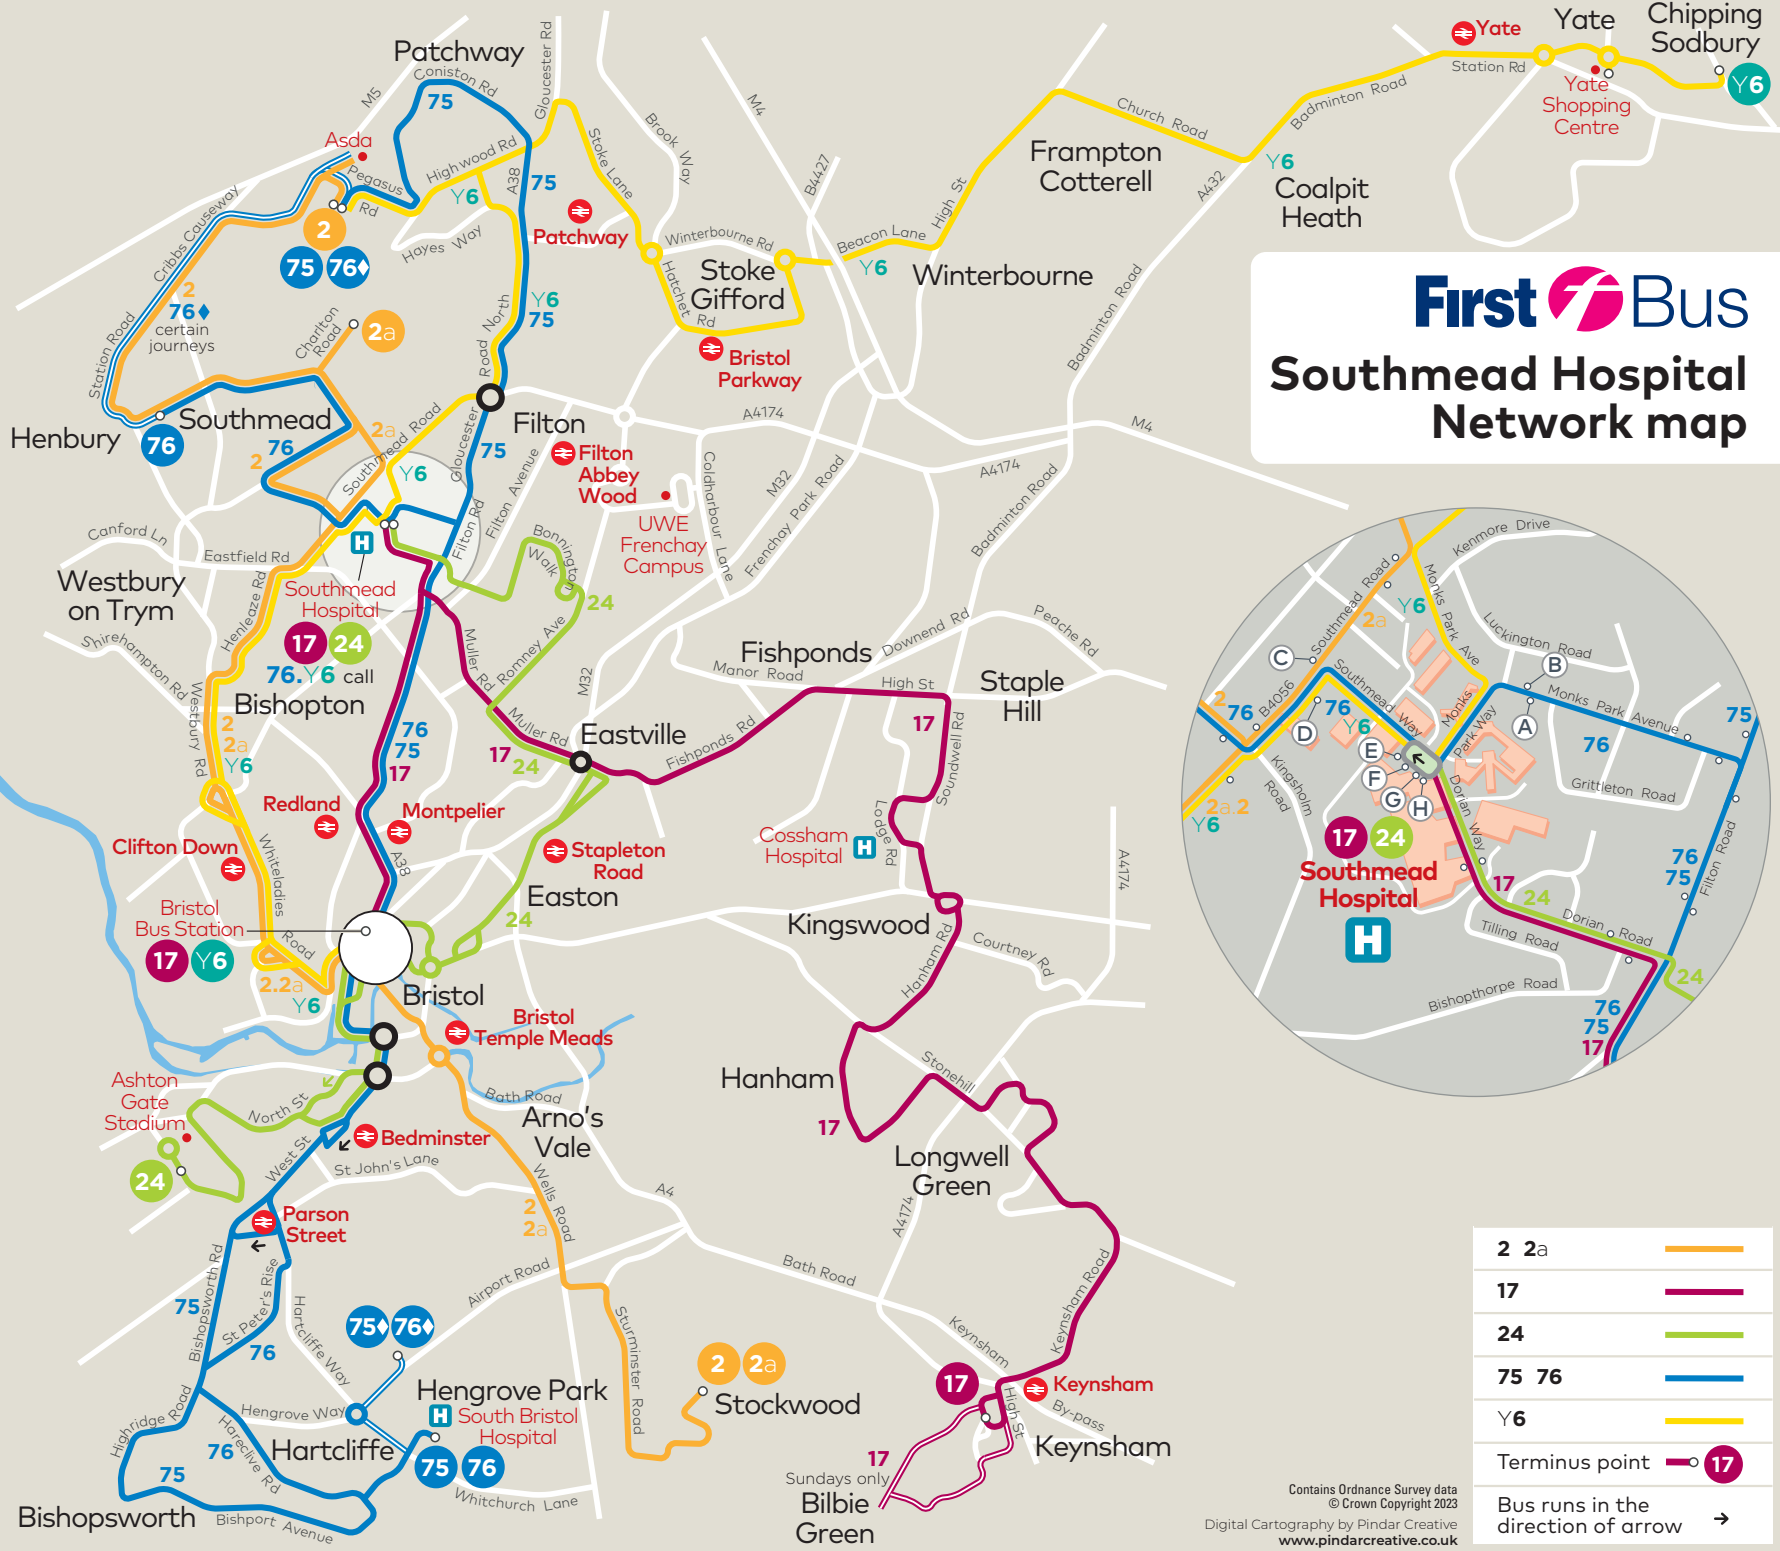 First Bus
Southmead Hospital
Network map
Patchway
Coniston Rd
75
M5
Gloucester Rd
Asda
Pegasus
Rd
Highwood Rd
Y6
A38
75
Stoke Lane
Brook Way
M4
B4427
Hayes Way
Patchway
Winterbourne Rd
Stoke
Gifford
Hatchet
Rd
Bristol
Parkway
Beacon Lane
Y6
High St
Winterbourne
Frampton
Cotterell
Church Road
Y6
Coalpit
Heath
A432
Badminton Road
Yate
Station Rd
Yate
Yate
Shopping
Centre
Chipping
Sodbury
Y6
2
75
76♦
Cribbs Causeway
2
76♦
certain
journeys
Station Road
Charlton
Road
2a
Road North
Y6
75
Badminton Road
Henbury
76
Southmead
76
2
2a
Southmead Road
Y6
Gloucester
75
Filton
Filton
Abbey
Wood
Filton Avenue
Filton Rd
UWE
Frenchay
Campus
Coldharbour Lane
A4174
M32
Frenchay Park Road
A4174
M4
Badminton Road
Canford Ln
Eastfield Rd
Westbury
on Trym
Henleaze Rd
Shirehampton Rd
Westbury Rd
H
Southmead
Hospital
17
24
76.Y6 call
Bishopton
Bonnington
Walk
24
Muller Rd
Romney Ave
M32
Fishponds
Downend Rd
Peache Rd
Manor Road
High St
Staple
Hill
17
Soundwell Rd
2
2a
Y6
76
75
17
Muller Rd
17
24
Eastville
Fishponds Rd
Redland
Montpelier
A38
Clifton Down
Whiteladies
Road
Stapleton
Road
Easton
24
Cossham
Hospital
H
Lodge Rd
A4174
Kingswood
Courtney Rd
Hanham Rd
Bristol
Bus Station
17
Y6
2.2a
Y6
Bristol
Bristol
Temple Meads
Bath Road
Arno's
Vale
Hanham
Stonehill
17
Longwell
Green
A4174
Ashton
Gate
Stadium
North St
24
Bedminster
West St
St John's Lane
Wells Road
2
2a
A4
Airport Road
Bath Road
Parson
Street
Bishopsworth Rd
75
St Peter's Rise
76
Hartcliffe Way
75♦
76♦
Sturminster Road
2
2a
Stockwood
Keynsham Road
Keynsham
By-pass
17
High St
Keynsham
Keynsham
17
Sundays only
Bilbie
Green
Highridge Road
Hengrove Way
Hareclive Rd
76
Hartcliffe
Hengrove Park
H
South Bristol
Hospital
75
76
75
Bishopsworth
Bishport Avenue
Whitchurch Lane
Kenmore Drive
Southmead Road
2a
Y6
Monks Park Ave
Luckington Road
C
B
Monks Park Avenue
75
2
76
B4056
Southmead Way
76
Y6
Monks
Park Way
A
76
D
E
F
G
H
Kingsholm
Road
2a.2
Y6
Dorian Way
Grittleton Road
17
24
Southmead
Hospital
H
76
75
Filton Road
17
24
Dorian Road
Tilling Road
24
Bishopthorpe Road
76
75
17
2 2a
17
24
75 76
Y6
Terminus point
17
Bus runs in the
direction of arrow
Contains Ordnance Survey data
© Crown Copyright 2023
Digital Cartography by Pindar Creative
www.pindarcreative.co.uk